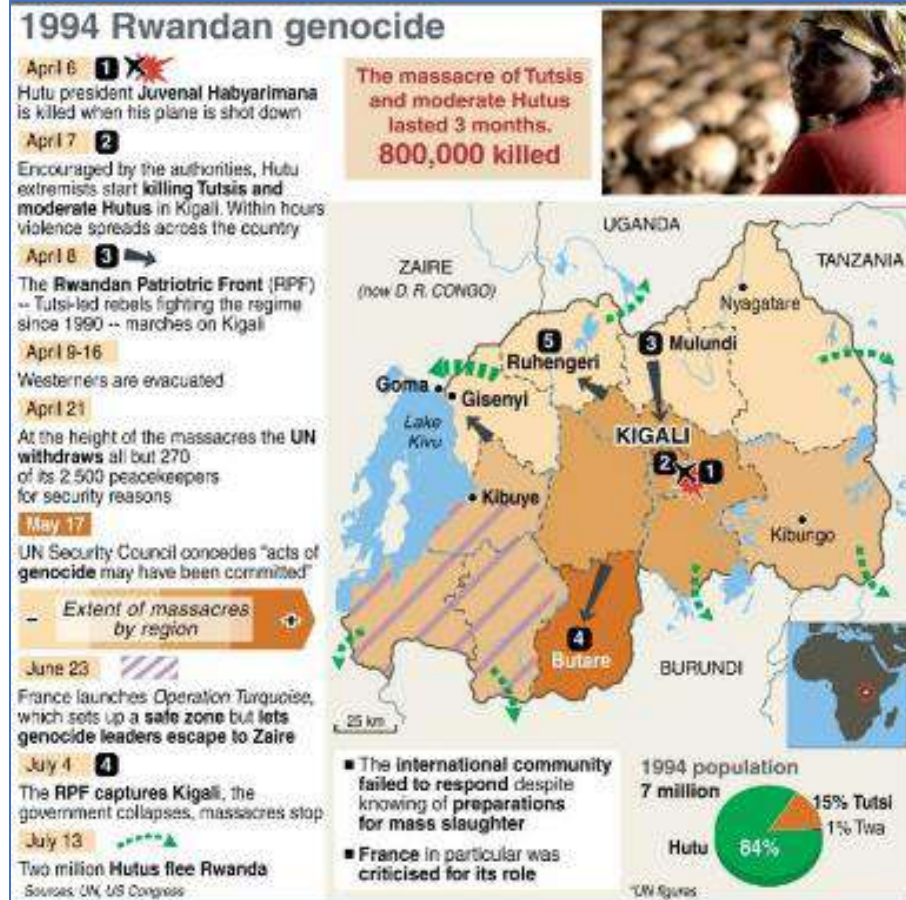 1994 Rwandan genocide
April 6 1
Hutu president Juvenal Habyarimana
is killed when his plane is shot down
April 7 2
Encouraged by the authorities, Hutu
extremists start killing Tutsis and
moderate Hutus in Kigali. Within hours
violence spreads across the country
April 8 3
The Rwandan Patriotric Front (RPF)
-- Tutsi-led rebels fighting the regime
since 1990 -- marches on Kigali
April 9-16
Westerners are evacuated
April 21
At the height of the massacres the UN
withdraws all but 270
of its 2 500 peacekeepers
for security reasons
May 17
UN Security Council concedes "acts of
genocide may have been committed"
– Extent of massacres +
by region
June 23
France launches Operation Turquoise,
which sets up a safe zone but lets
genocide leaders escape to Zaire
July 4 4
The RPF captures Kigali, the
government collapses, massacres stop
July 13
Two million Hutus flee Rwanda
Sources: UN, US Congress
The massacre of Tutsis
and moderate Hutus
lasted 3 months.
800,000 killed
UGANDA
ZAIRE
(now D. R. CONGO)
TANZANIA
Nyagatare
5
Ruhengeri
3 Mulundi
Goma
Gisenyi
Lake
Kivu
KIGALI
2 1
Kibuye
Kibungo
4
Butare
BURUNDI
25 km
■ The international community
failed to respond despite
knowing of preparations
for mass slaughter
■ France in particular was
criticised for its role
1994 population
7 million
15% Tutsi
1% Twa
Hutu 84%
*UN figures